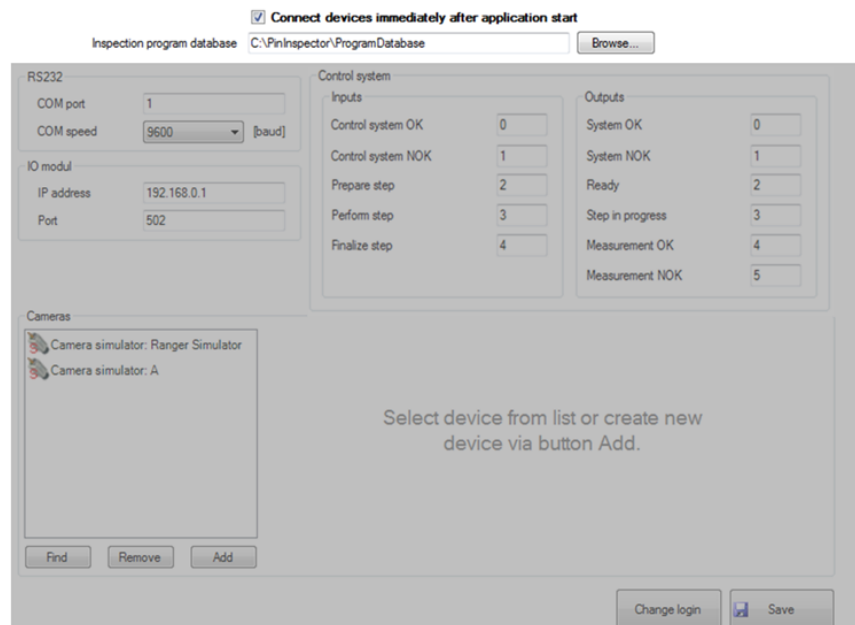 Connect devices immediately after application start
Inspection program database C:\PinInspector\ProgramDatabase Browse...
RS232
COM port 1
COM speed 9600 [baud]
IO modul
IP address 192.168.0.1
Port 502
Control system
Inputs
Control system OK 0
Control system NOK 1
Prepare step 2
Perform step 3
Finalize step 4
Outputs
System OK 0
System NOK 1
Ready 2
Step in progress 3
Measurement OK 4
Measurement NOK 5
Cameras
Camera simulator: Ranger Simulator
Camera simulator: A
Select device from list or create new
device via button Add.
Find Remove Add
Change login Save